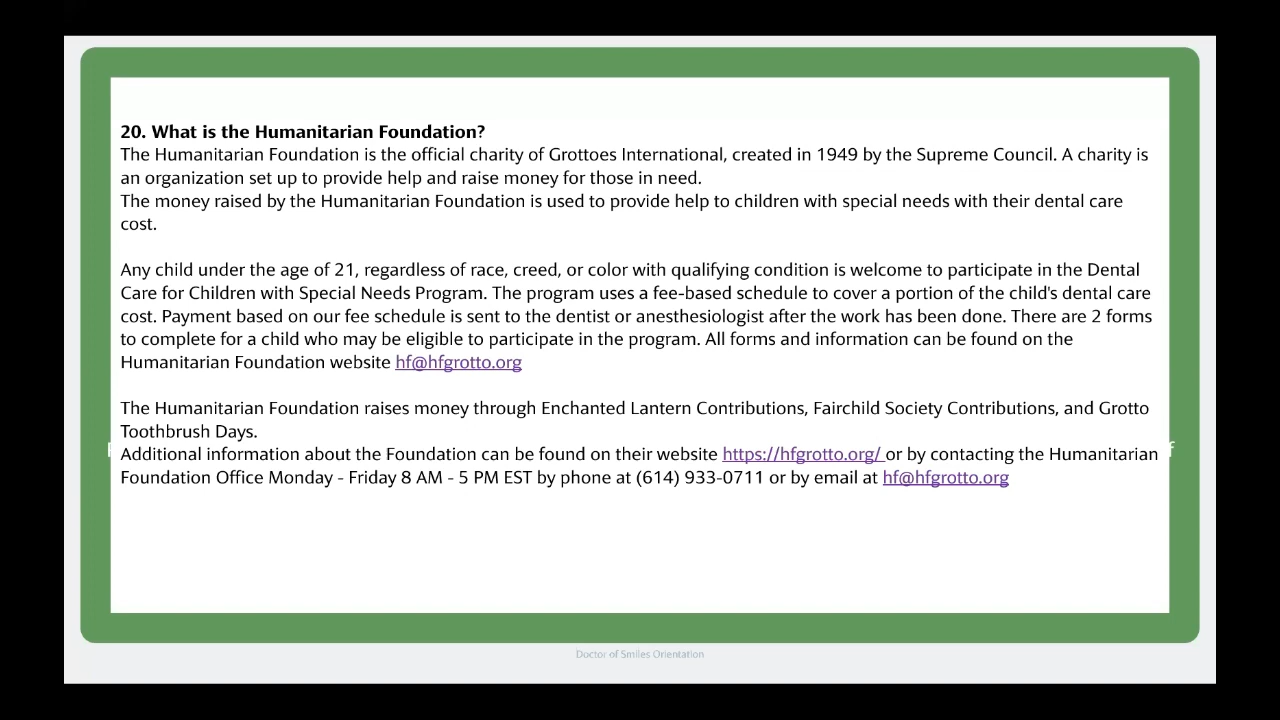 20. What is the Humanitarian Foundation?
The Humanitarian Foundation is the official charity of Grottoes International, created in 1949 by the Supreme Council. A charity is
an organization set up to provide help and raise money for those in need.
The money raised by the Humanitarian Foundation is used to provide help to children with special needs with their dental care
cost.
Any child under the age of 21, regardless of race, creed, or color with qualifying condition is welcome to participate in the Dental
Care for Children with Special Needs Program. The program uses a fee-based schedule to cover a portion of the child's dental care
cost. Payment based on our fee schedule is sent to the dentist or anesthesiologist after the work has been done. There are 2 forms
to complete for a child who may be eligible to participate in the program. All forms and information can be found on the
Humanitarian Foundation website hf@hfgrotto.org
The Humanitarian Foundation raises money through Enchanted Lantern Contributions, Fairchild Society Contributions, and Grotto
Toothbrush Days.
Additional information about the Foundation can be found on their website https://hfgrotto.org/ or by contacting the Humanitarian
Foundation Office Monday - Friday 8 AM - 5 PM EST by phone at (614) 933-0711 or by email at hf@hfgrotto.org
Doctor of Smiles Orientation